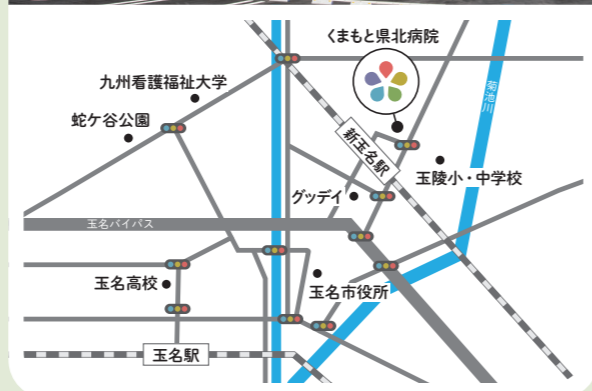 くまもと県北病院
九州看護福祉大学
蛇ケ谷公園
菊池川
新玉名駅
玉陵小・中学校
グッデイ
玉名バイパス
玉名高校
玉名市役所
玉名駅